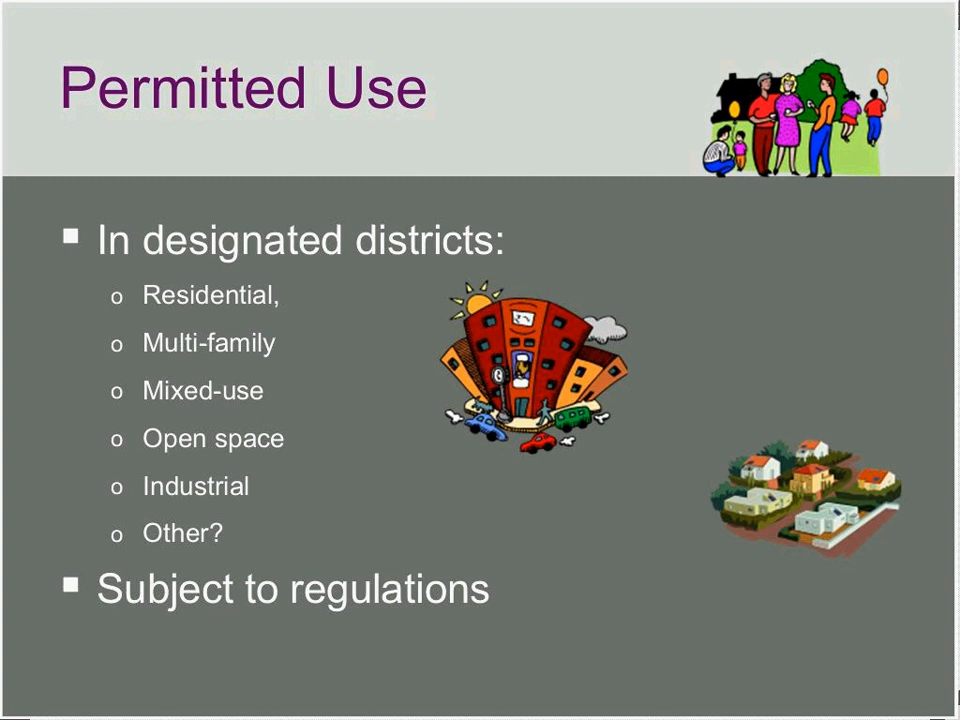 Permitted Use
▪ In designated districts:
o Residential,
o Multi-family
o Mixed-use
o Open space
o Industrial
o Other?
▪ Subject to regulations